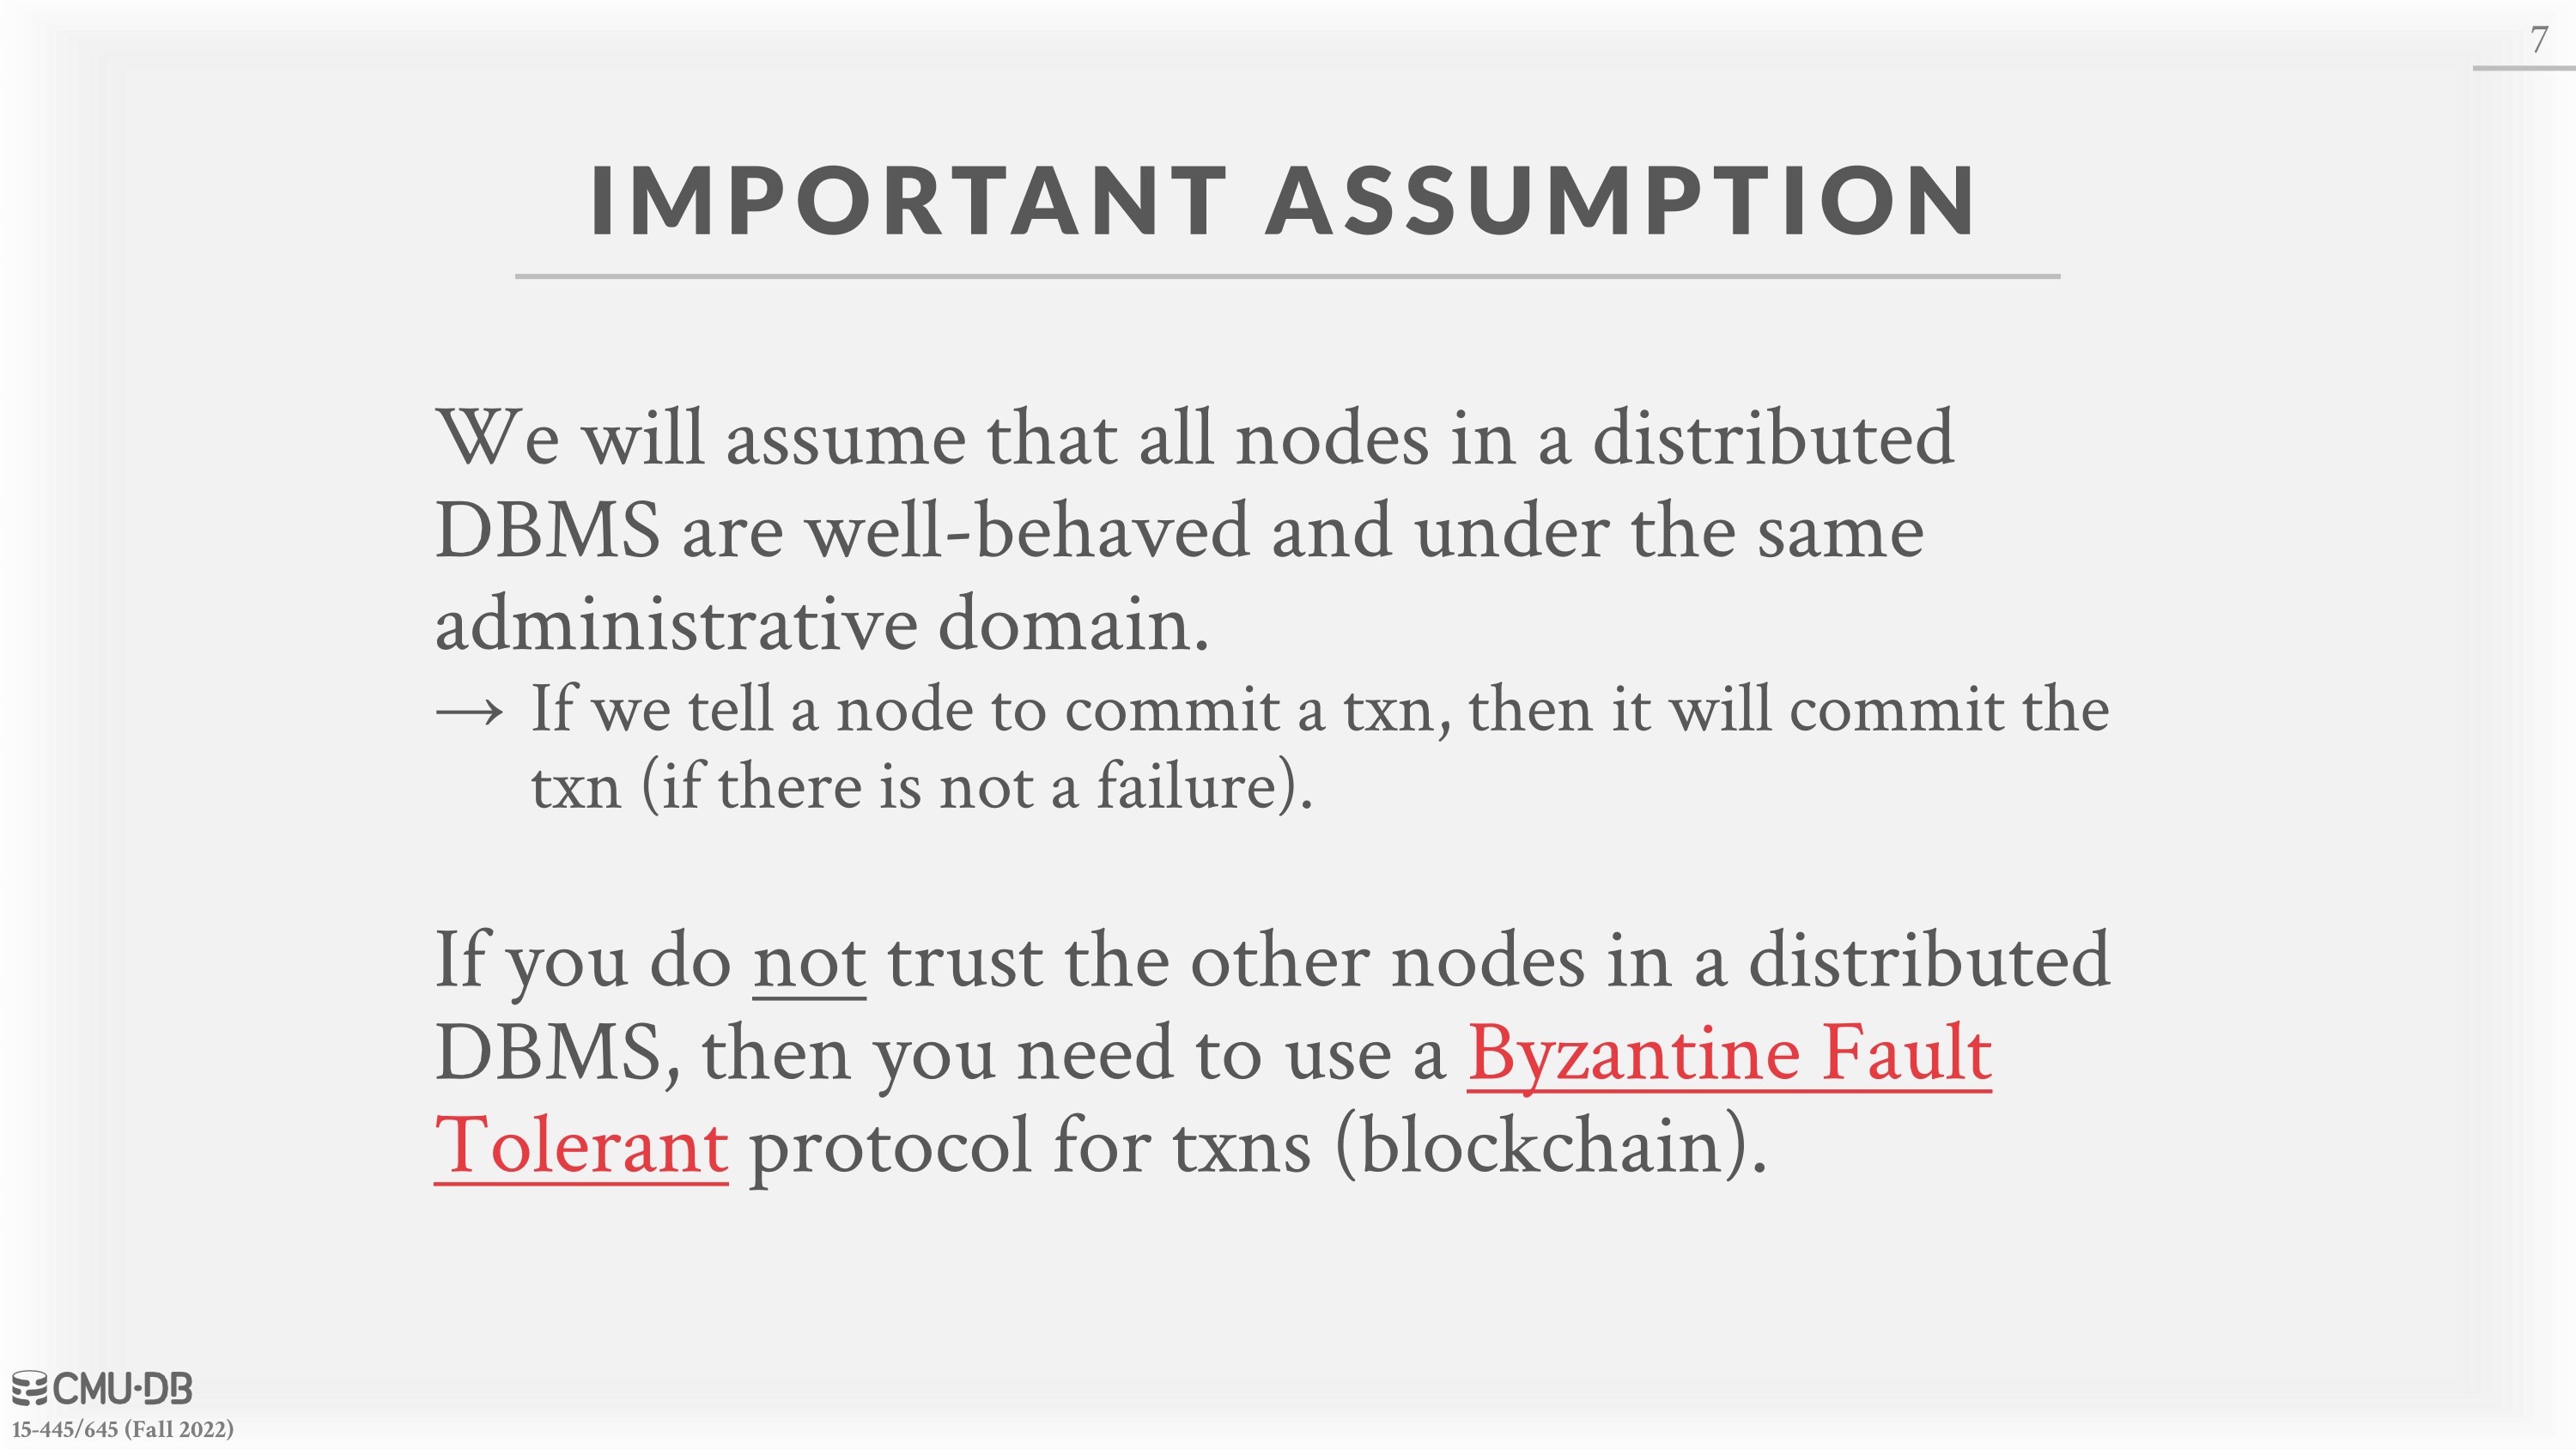 7
IMPORTANT ASSUMPTION
We will assume that all nodes in a distributed
DBMS are well-behaved and under the same
administrative domain.
→ If we tell a node to commit a txn, then it will commit the
txn (if there is not a failure).
If you do not trust the other nodes in a distributed
DBMS, then you need to use a Byzantine Fault
Tolerant protocol for txns (blockchain).
CMU·DB
15-445/645 (Fall 2022)